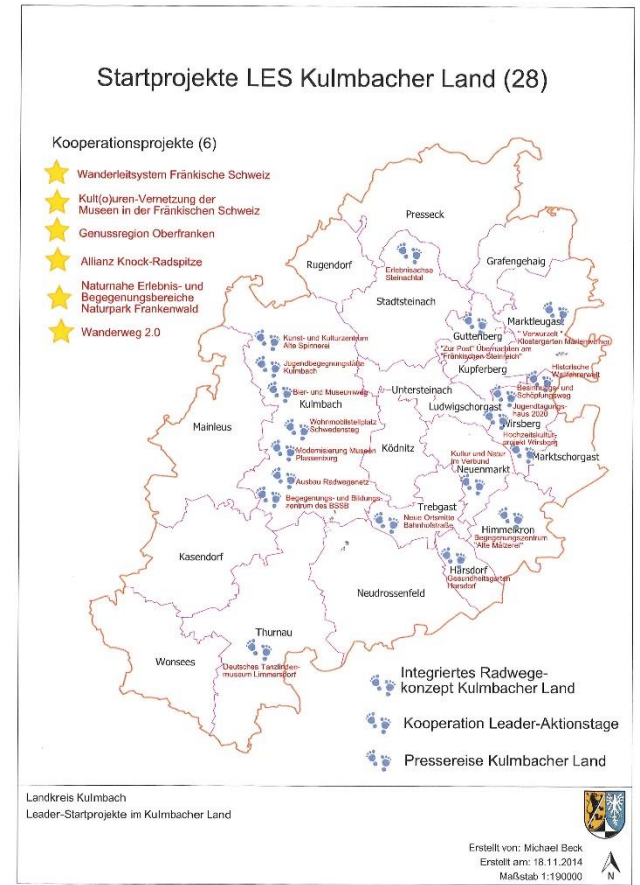 Startprojekte LES Kulmbacher Land (28)
Kooperationsprojekte (6)
Wanderleitsystem Fränkische Schweiz
Kult(o)uren-Vernetzung der
Museen in der Fränkischen Schweiz
Genussregion Oberfranken
Allianz Knock-Radspitze
Naturnahe Erlebnis- und
Begegenungsbereiche
Naturpark Frankenwald
Wanderweg 2.0
Presseck
Rugendorf
Erlebnisachse
Steinachtal
Grafengehaig
Stadtsteinach
Marktleugast
"Verwurzelt"
Klostergarten Marienweiher
Guttenberg
"Zur Post" Übernachten am
"Fränkischen Steinreich"
Kupferberg
Historische
Wallfahrerwelt
Kunst- und Kulturzentrum
Alte Spinnerei
Jugendbegegnungsstätte
Kulmbach
Bier- und Museumweg
Kulmbach
Untersteinach
Ludwigschorgast
Besinnungs- und
Schöpfungsweg
Jugendtagungs-
haus 2020
Wirsberg
Hochzeitskultur-
projekt Wirsberg
Marktschorgast
Mainleus
Wohnmobilstellplatz
Schwedensteg
Modernisierung Museen
Plassenburg
Ködnitz
Kultur und Natur
im Verbund
Neuenmarkt
Ausbau Radwegenetz
Begegenungs- und Bildungs-
zentrum des BSSB
Trebgast
Neue Ortsmitte
Bahnhofstraße
Himmelkron
Begegenungszentrum
"Alte Mälzerei"
Kasendorf
Harsdorf
Gesundheitsgarten
Harsdorf
Neudrossenfeld
Thurnau
Wonsees
Deutsches Tanzlinden-
museum Limmersdorf
Integriertes Radwege-
konzept Kulmbacher Land
Kooperation Leader-Aktionstage
Pressereise Kulmbacher Land
Landkreis Kulmbach
Leader-Startprojekte im Kulmbacher Land
Erstellt von: Michael Beck
Erstellt am: 18.11.2014
Maßstab 1:190000
N